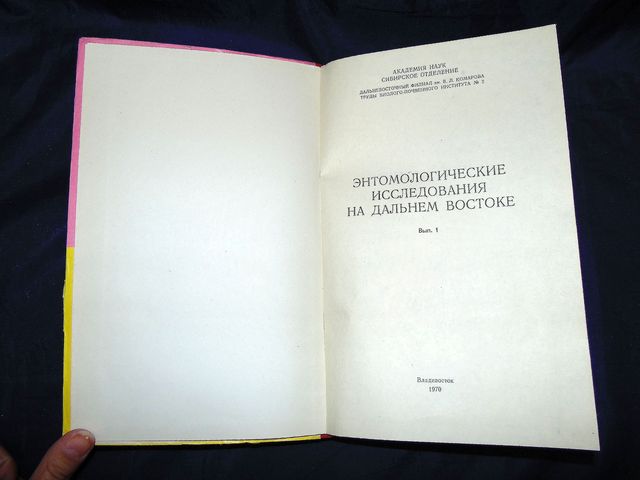 АКАДЕМИЯ НАУК
СИБИРСКОЕ ОТДЕЛЕНИЕ
ДАЛЬНЕВОСТОЧНЫЙ ФИЛИАЛ им. В. Л. КОМАРОВА
ТРУДЫ БИОЛОГО-ПОЧВЕННОГО ИНСТИТУТА № 2
ЭНТОМОЛОГИЧЕСКИЕ
ИССЛЕДОВАНИЯ
НА ДАЛЬНЕМ ВОСТОКЕ
Вып. 1
Владивосток
1970